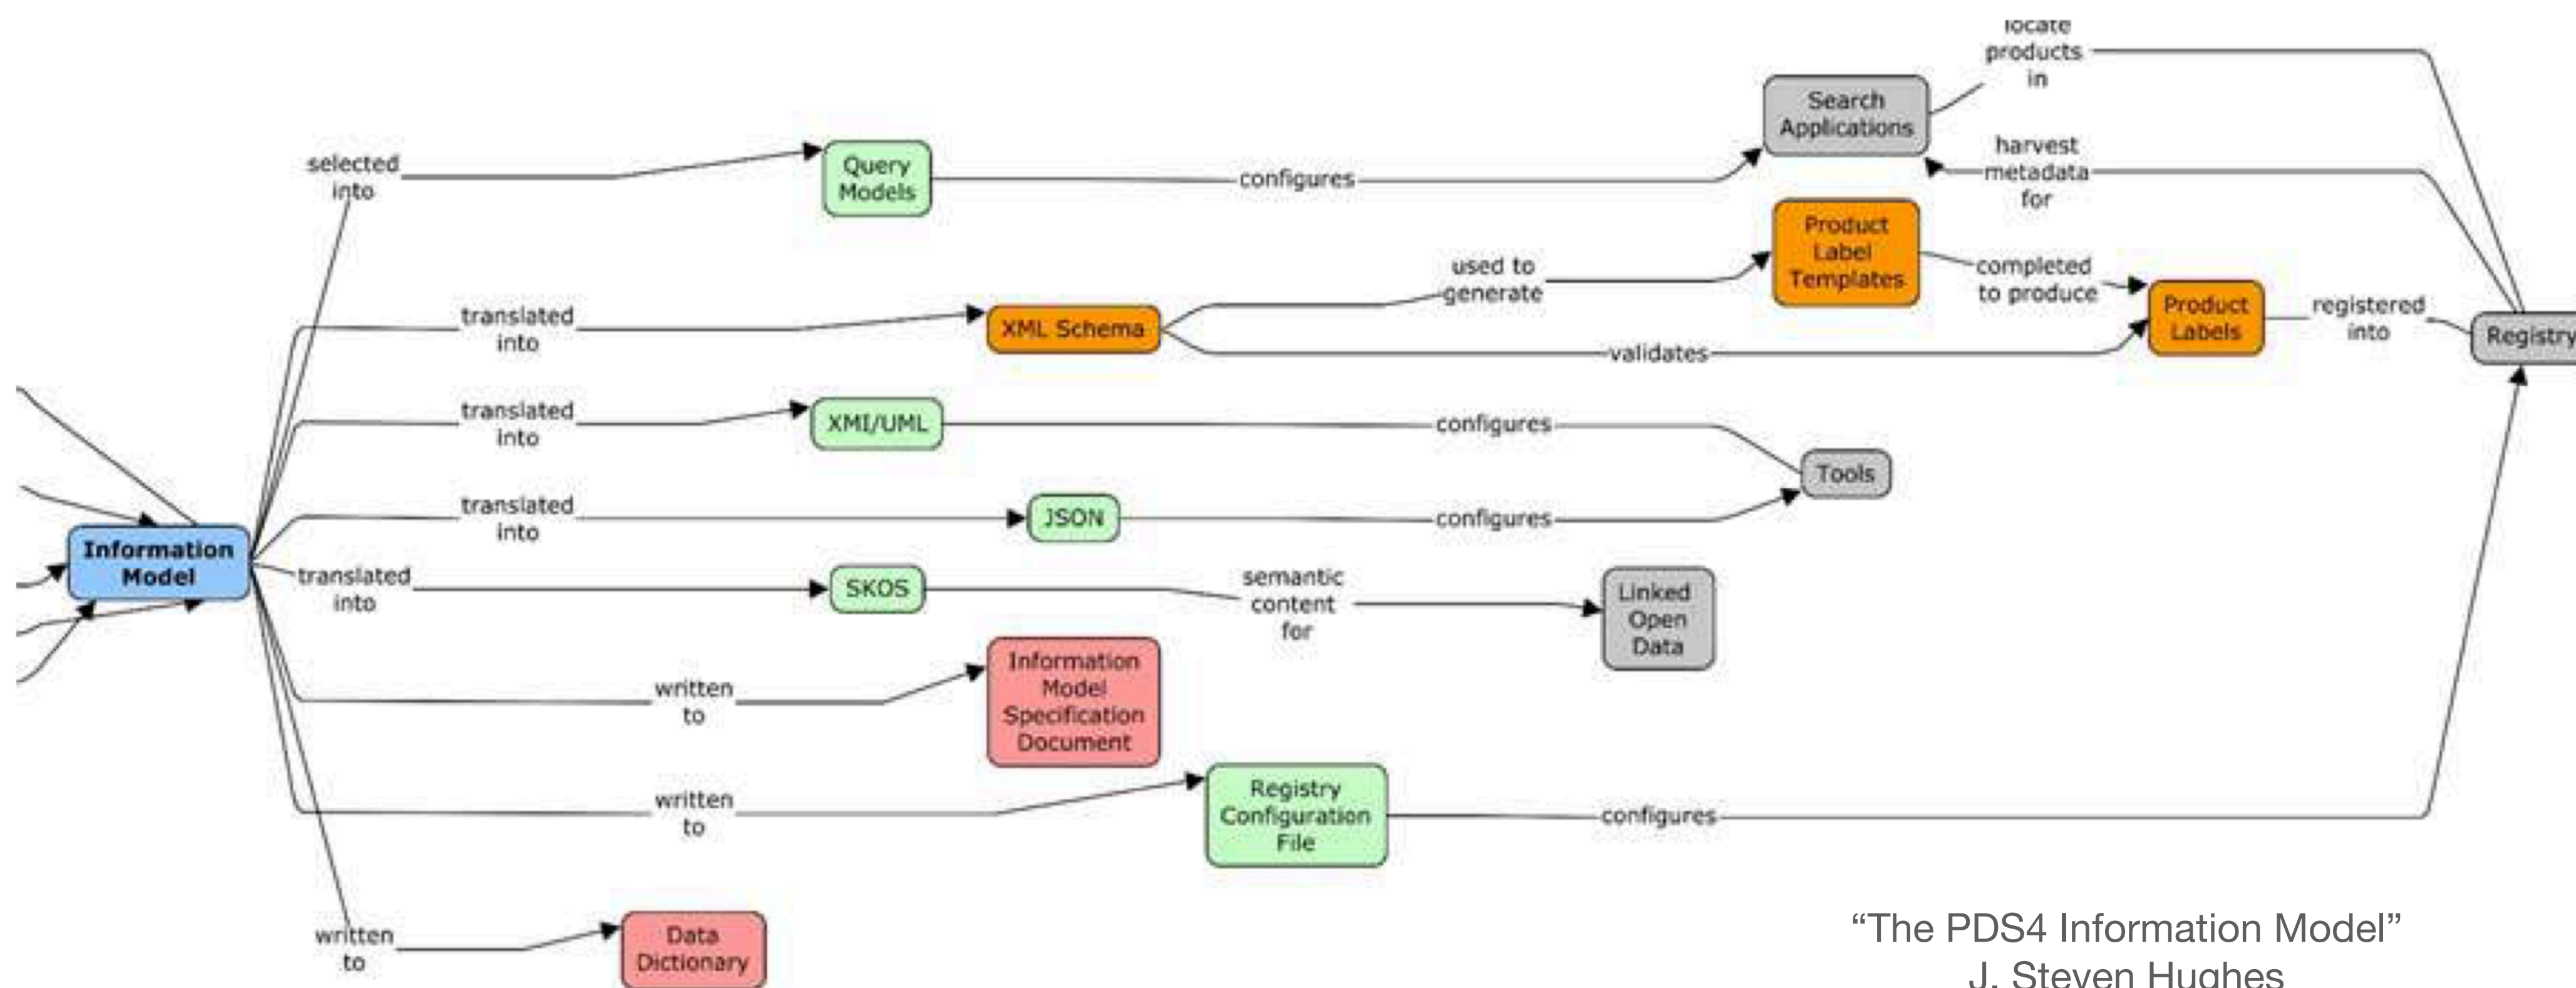 locate
products
in
Search
Applications
harvest
metadata
for
selected
into
Query
Models
configures
Product
Label
Templates
used to
generate
completed
to produce
translated
into
XML Schema
validates
Product
Labels
registered
into
Registry
translated
into
XMI/UML
configures
Tools
translated
into
JSON
configures
Information
Model
translated
into
SKOS
semantic
content
for
Linked
Open
Data
written
to
Information
Model
Specification
Document
written
to
Registry
Configuration
File
configures
written
to
Data
Dictionary
“The PDS4 Information Model”
J. Steven Hughes